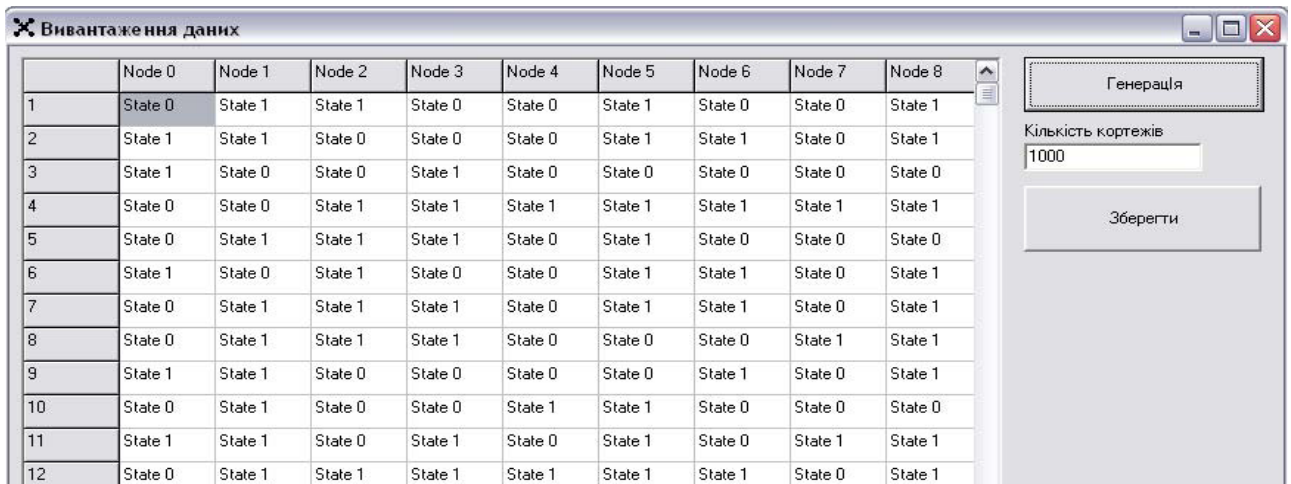 Вивантаження даних
Node 0 Node 1 Node 2 Node 3 Node 4 Node 5 Node 6 Node 7 Node 8
1 State 0 State 1 State 1 State 0 State 0 State 1 State 0 State 0 State 1
2 State 1 State 1 State 0 State 0 State 0 State 1 State 0 State 0 State 1
3 State 1 State 0 State 0 State 1 State 0 State 0 State 0 State 0 State 0
4 State 0 State 0 State 1 State 1 State 1 State 1 State 1 State 1 State 1
5 State 0 State 1 State 1 State 1 State 0 State 1 State 0 State 0 State 0
6 State 1 State 0 State 1 State 0 State 0 State 1 State 1 State 0 State 1
7 State 0 State 1 State 1 State 1 State 0 State 1 State 1 State 0 State 1
8 State 0 State 1 State 1 State 1 State 0 State 0 State 0 State 1 State 1
9 State 1 State 1 State 0 State 0 State 0 State 0 State 1 State 0 State 1
10 State 0 State 1 State 0 State 0 State 1 State 1 State 0 State 0 State 0
11 State 1 State 1 State 0 State 1 State 0 State 1 State 0 State 1 State 1
12 State 0 State 1 State 1 State 1 State 1 State 1 State 1 State 0 State 1
Генерація
Кількість кортежів
1000
Зберегти